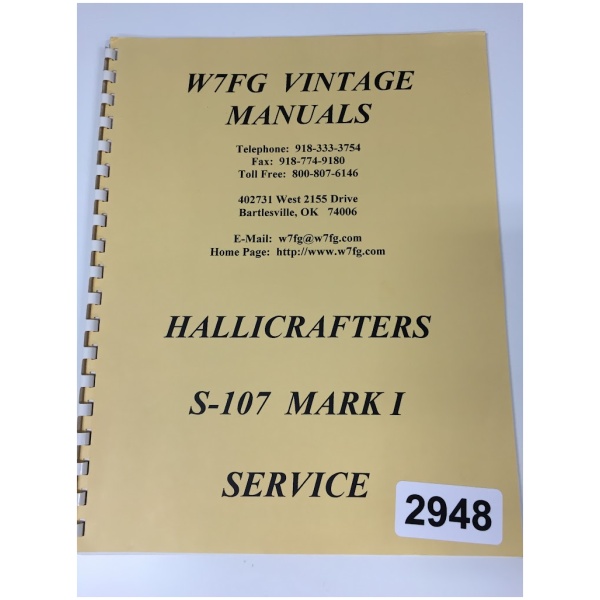 W7FG VINTAGE
MANUALS
Telephone: 918-333-3754
Fax: 918-774-9180
Toll Free: 800-807-6146
402731 West 2155 Drive
Bartlesville, OK 74006
E-Mail: w7fg@w7fg.com
Home Page: http://www.w7fg.com
HALLICRAFTERS
S-107 MARK I
SERVICE
2948